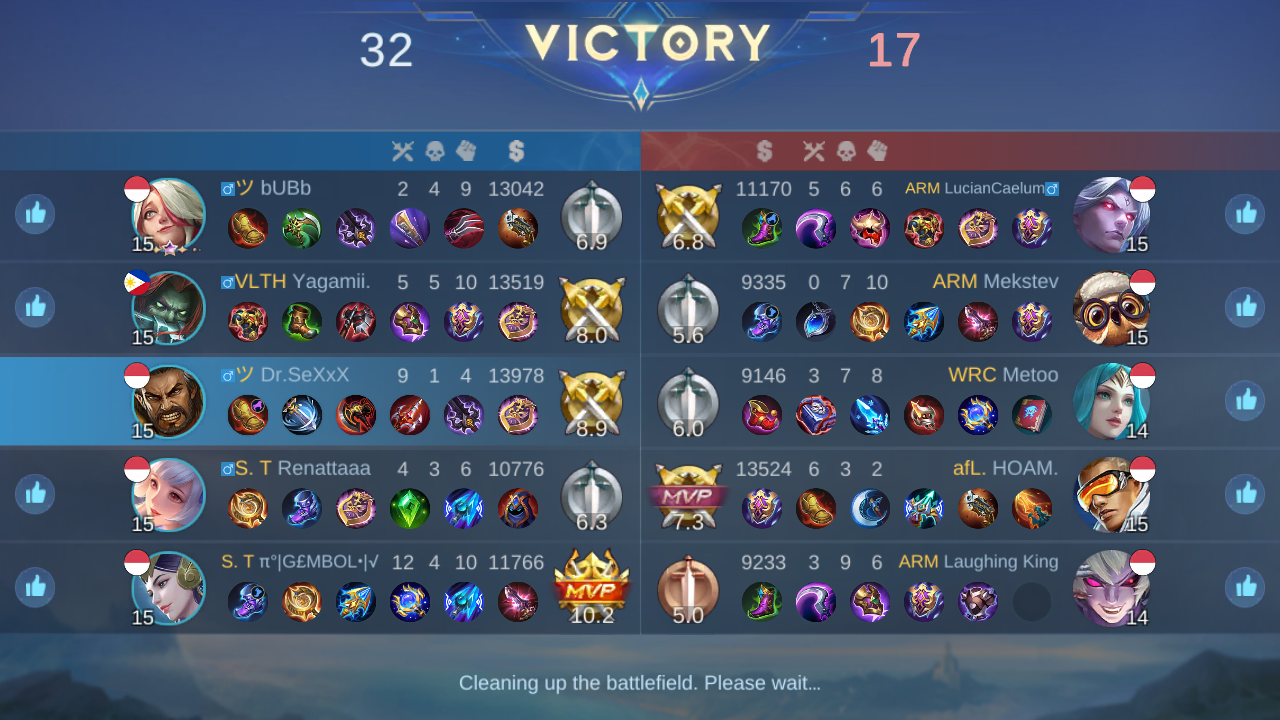 32 VICTORY 17
♂ツ bUBb 2 4 9 13042
15 6.9
6.8 11170 5 6 6 ARM LucianCaelum♂
15
♂VLTH Yagamii. 5 5 10 13519
15 8.0
5.6 9335 0 7 10 ARM Mekstev
15
♂ツ Dr.SeXxX 9 1 4 13978
15 8.9
6.0 9146 3 7 8 WRC Metoo
14
♂S. T Renattaaa 4 3 6 10776
15 6.3
MVP 7.3 13524 6 3 2 afL. HOAM.
15
S. T π°|G£MBOL•|√ 12 4 10 11766
15 MVP 10.2
5.0 9233 3 9 6 ARM Laughing King
14
Cleaning up the battlefield. Please wait...